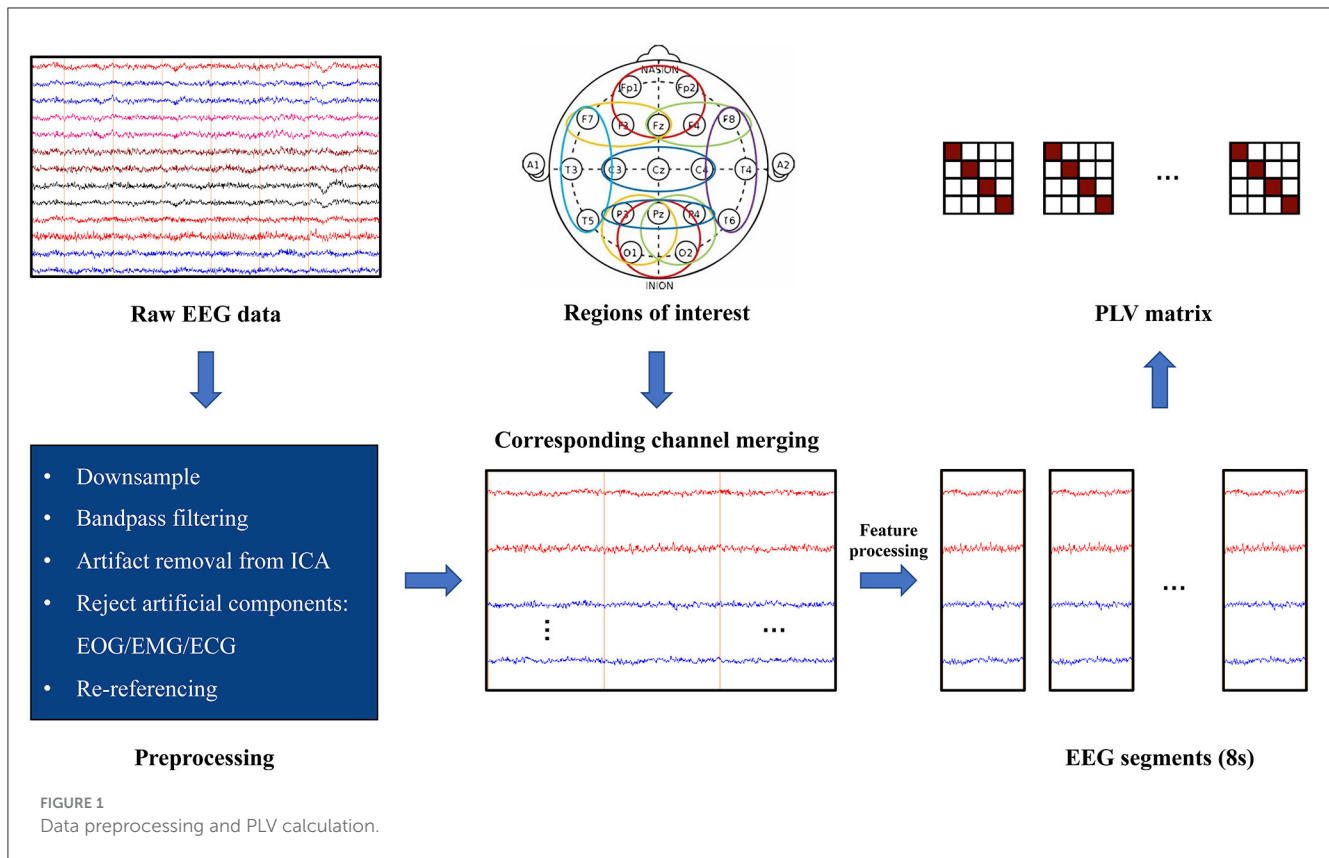 NASION
Fp1 Fp2
F7 F3 Fz F4 F8
A1 T3 C3 Cz C4 T4 A2
T5 P3 Pz P4 T6
O1 O2
INION
...
Raw EEG data
Regions of interest
PLV matrix
Corresponding channel merging
• Downsample
• Bandpass filtering
• Artifact removal from ICA
• Reject artificial components:
EOG/EMG/ECG
• Re-referencing
Feature
processing
...
...
...
Preprocessing
EEG segments (8s)
FIGURE 1
Data preprocessing and PLV calculation.